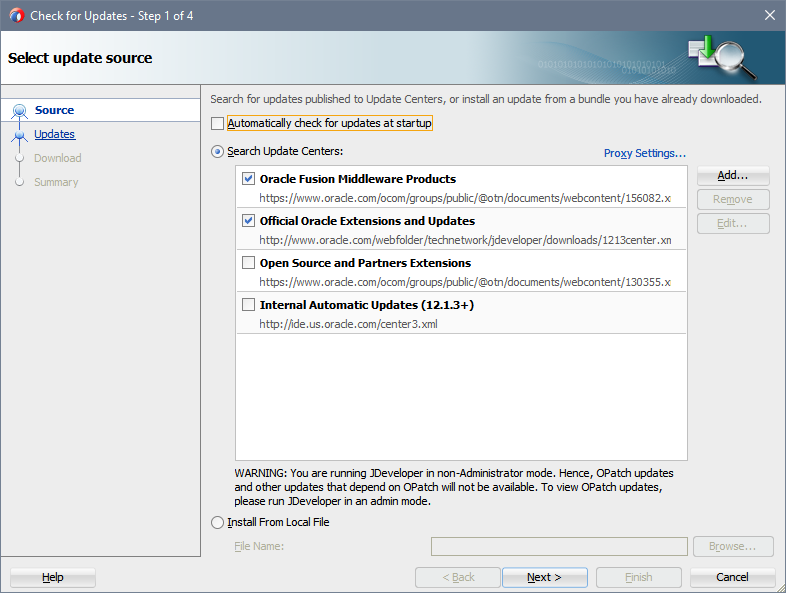 Check for Updates - Step 1 of 4
Select update source
01010101010101010101010101
0101010101010
Source
Updates
Download
Summary
Search for updates published to Update Centers, or install an update from a bundle you have already downloaded.
Automatically check for updates at startup
Search Update Centers:
Proxy Settings...
Oracle Fusion Middleware Products
https://www.oracle.com/ocom/groups/public/@otn/documents/webcontent/156082.x
Official Oracle Extensions and Updates
http://www.oracle.com/webfolder/technetwork/jdeveloper/downloads/1213center.xm
Open Source and Partners Extensions
https://www.oracle.com/ocom/groups/public/@otn/documents/webcontent/130355.x
Internal Automatic Updates (12.1.3+)
http://ide.us.oracle.com/center3.xml
Add...
Remove
Edit...
WARNING: You are running JDeveloper in non-Administrator mode. Hence, OPatch updates
and other updates that depend on OPatch will not be available. To view OPatch updates,
please run JDeveloper in an admin mode.
Install From Local File
File Name:
Browse...
Help
< Back
Next >
Finish
Cancel